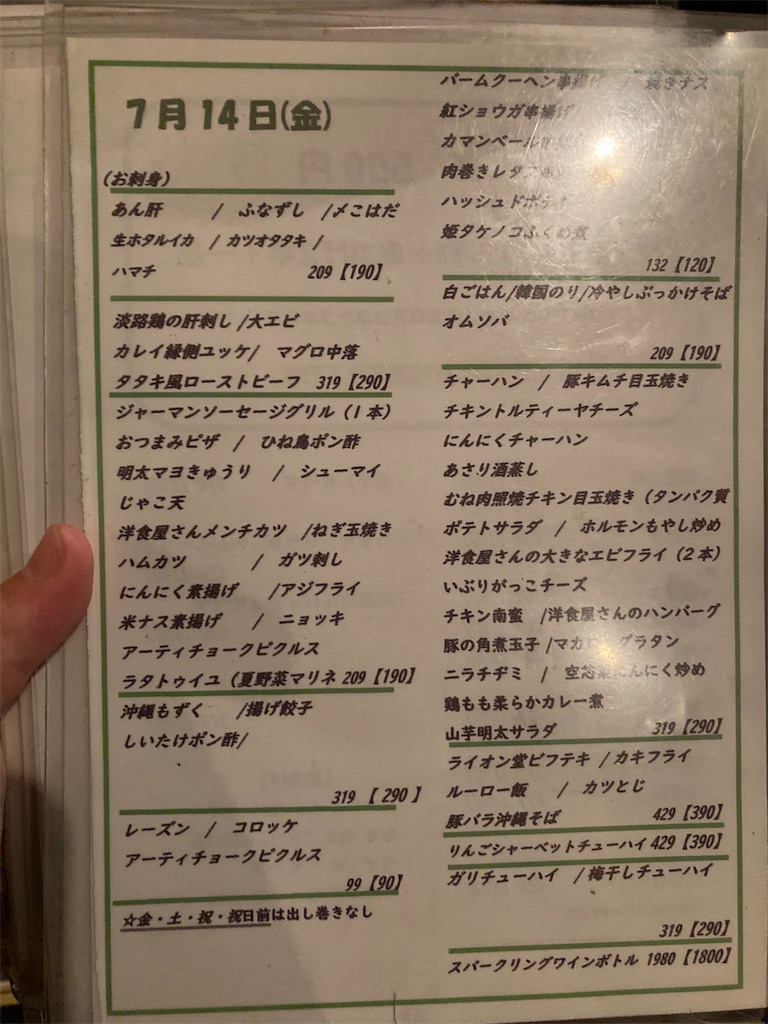 7月14日(金)
(お刺身)
あん肝 / ふなずし /〆こはだ
生ホタルイカ / カツオタタキ /
ハマチ 209【190】
淡路鶏の肝刺し /大エビ
カレイ縁側ユッケ/ マグロ中落
タタキ風ローストビーフ 319【290】
ジャーマンソーセージグリル(1本)
おつまみピザ / ひね鳥ポン酢
明太マヨきゅうり / シューマイ
じゃこ天
洋食屋さんメンチカツ /ねぎ玉焼き
ハムカツ / ガツ刺し
にんにく素揚げ /アジフライ
米ナス素揚げ / ニョッキ
アーティチョークピクルス
ラタトゥイユ(夏野菜マリネ 209【190】
沖縄もずく /揚げ餃子
しいたけポン酢/
319【290】
レーズン / コロッケ
アーティチョークピクルス
99【90】
☆金・土・祝・祝日前は出し巻きなし
バームクーヘン串揚げ / 焼きナス
紅ショウガ串揚げ
カマンベール
肉巻きレタス
ハッシュドポテト
姫タケノコふくめ煮
132【120】
白ごはん/韓国のり/冷やしぶっかけそば
オムソバ
209【190】
チャーハン / 豚キムチ目玉焼き
チキントルティーヤチーズ
にんにくチャーハン
あさり酒蒸し
むね肉照焼チキン目玉焼き(タンパク質
ポテトサラダ / ホルモンもやし炒め
洋食屋さんの大きなエビフライ(2本)
いぶりがっこチーズ
チキン南蛮 /洋食屋さんのハンバーグ
豚の角煮玉子 /マカロニグラタン
ニラチヂミ / 空芯菜にんにく炒め
鶏もも柔らかカレー煮
山芋明太サラダ 319【290】
ライオン堂ビフテキ / カキフライ
ルーロー飯 / カツとじ
豚バラ沖縄そば 429【390】
りんごシャーベットチューハイ 429【390】
ガリチューハイ /梅干しチューハイ
319【290】
スパークリングワインボトル 1980【1800】